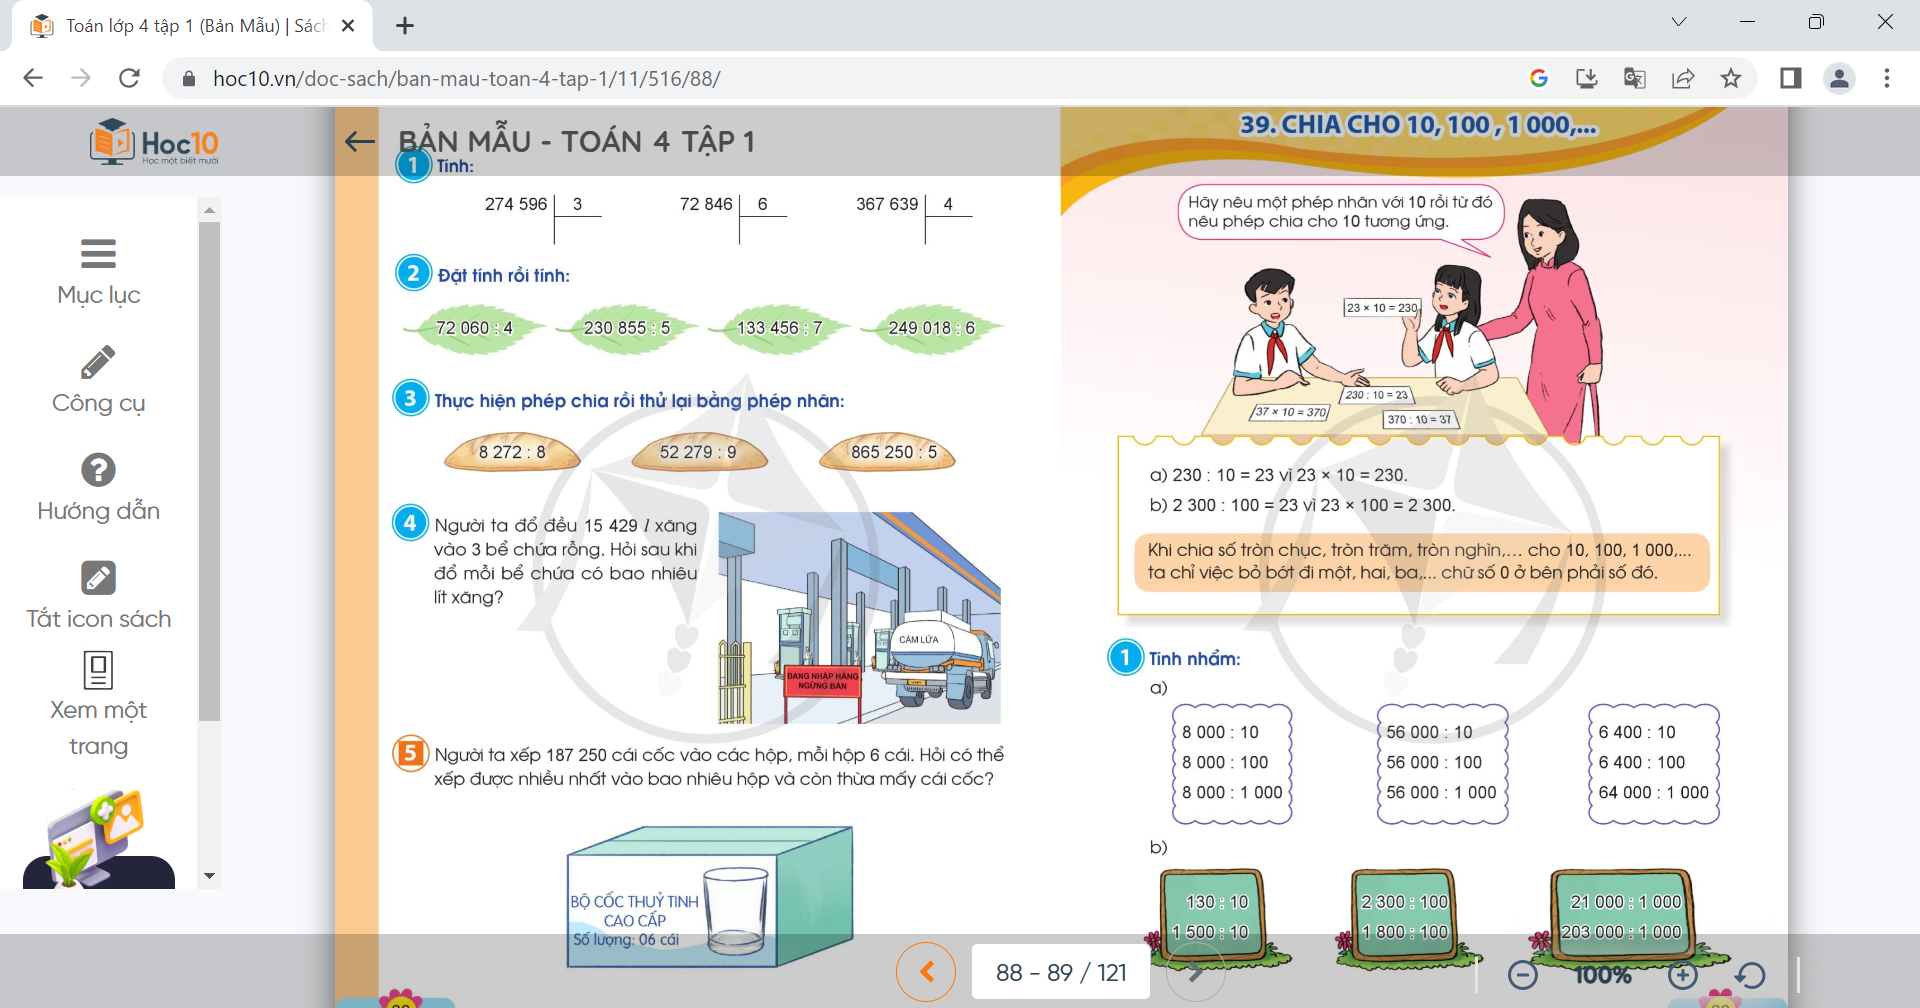 Toán lớp 4 tập 1 (Bản Mẫu) | Sách
hoc10.vn/doc-sach/ban-mau-toan-4-tap-1/11/516/88/
Hoc10
Học một biết mười
Mục lục
Công cụ
Hướng dẫn
Tắt icon sách
Xem một
trang
BẢN MẪU - TOÁN 4 TẬP 1
1 Tính:
274 596 3
72 846 6
367 639 4
2 Đặt tính rồi tính:
72 060 : 4
230 855 : 5
133 456 : 7
249 018 : 6
3 Thực hiện phép chia rồi thử lại bằng phép nhân:
8 272 : 8
52 279 : 9
865 250 : 5
4 Người ta đổ đều 15 429 l xăng
vào 3 bể chứa rỗng. Hỏi sau khi
đổ mỗi bể chứa có bao nhiêu
lít xăng?
CẤM LỬA
ĐANG NHẬP HÀNG
NGỪNG BÁN
5 Người ta xếp 187 250 cái cốc vào các hộp, mỗi hộp 6 cái. Hỏi có thể
xếp được nhiều nhất vào bao nhiêu hộp và còn thừa mấy cái cốc?
BỘ CỐC THUỶ TINH
CAO CẤP
Số lượng: 06 cái
39. CHIA CHO 10, 100 , 1 000,...
Hãy nêu một phép nhân với 10 rồi từ đó
nêu phép chia cho 10 tương ứng.
23 × 10 = 230
230 : 10 = 23
37 × 10 = 370
370 : 10 = 37
a) 230 : 10 = 23 vì 23 × 10 = 230.
b) 2 300 : 100 = 23 vì 23 × 100 = 2 300.
Khi chia số tròn chục, tròn trăm, tròn nghìn,... cho 10, 100, 1 000,...
ta chỉ việc bỏ bớt đi một, hai, ba,... chữ số 0 ở bên phải số đó.
1 Tính nhẩm:
a)
8 000 : 10
8 000 : 100
8 000 : 1 000
56 000 : 10
56 000 : 100
56 000 : 1 000
6 400 : 10
6 400 : 100
64 000 : 1 000
b)
130 : 10
1 500 : 10
2 300 : 100
1 800 : 100
21 000 : 1 000
203 000 : 1 000
88 - 89 / 121
100%